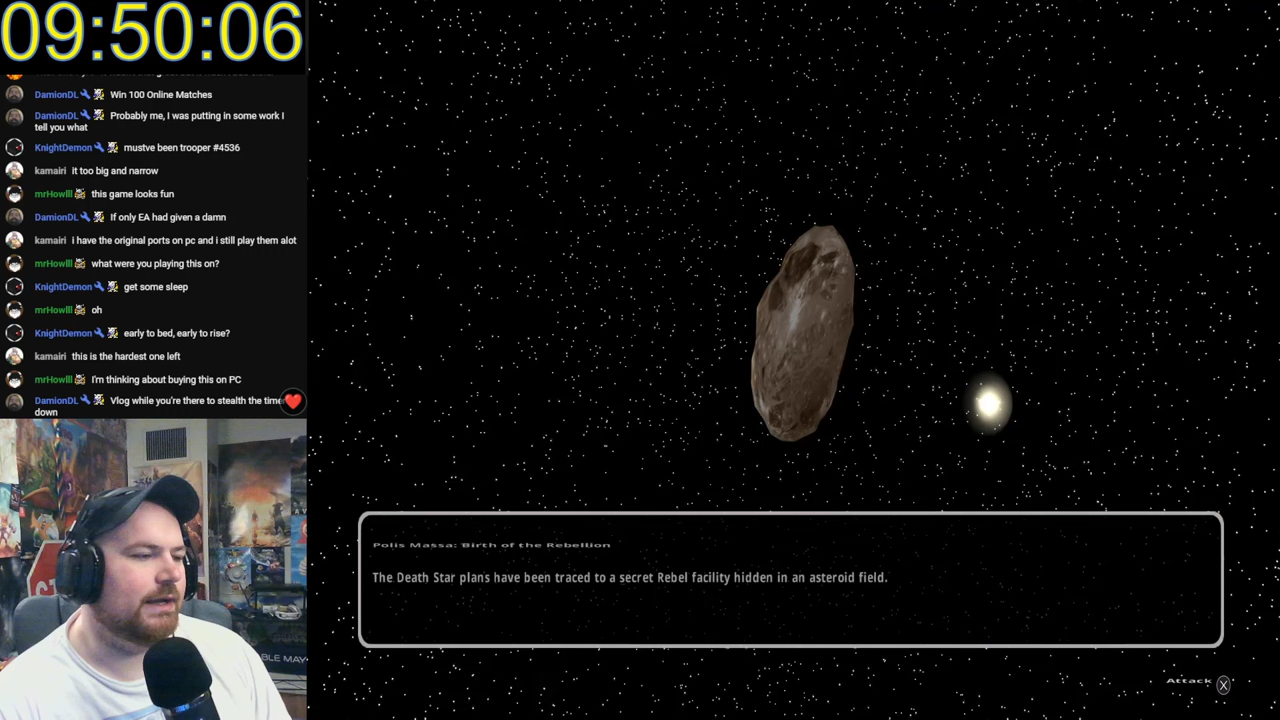 09:50:06
DamionDL Win 100 Online Matches
DamionDL Probably me, I was putting in some work I
tell you what
KnightDemon mustve been trooper #4536
kamairi it too big and narrow
mrHowlll this game looks fun
DamionDL If only EA had given a damn
kamairi i have the original ports on pc and i still play them alot
mrHowlll what were you playing this on?
KnightDemon get some sleep
mrHowlll oh
KnightDemon early to bed, early to rise?
kamairi this is the hardest one left
mrHowlll I'm thinking about buying this on PC
DamionDL Vlog while you're there to stealth the time
down
Polis Massa: Birth of the Rebellion
The Death Star plans have been traced to a secret Rebel facility hidden in an asteroid field.
ABLE MAY
Attack X